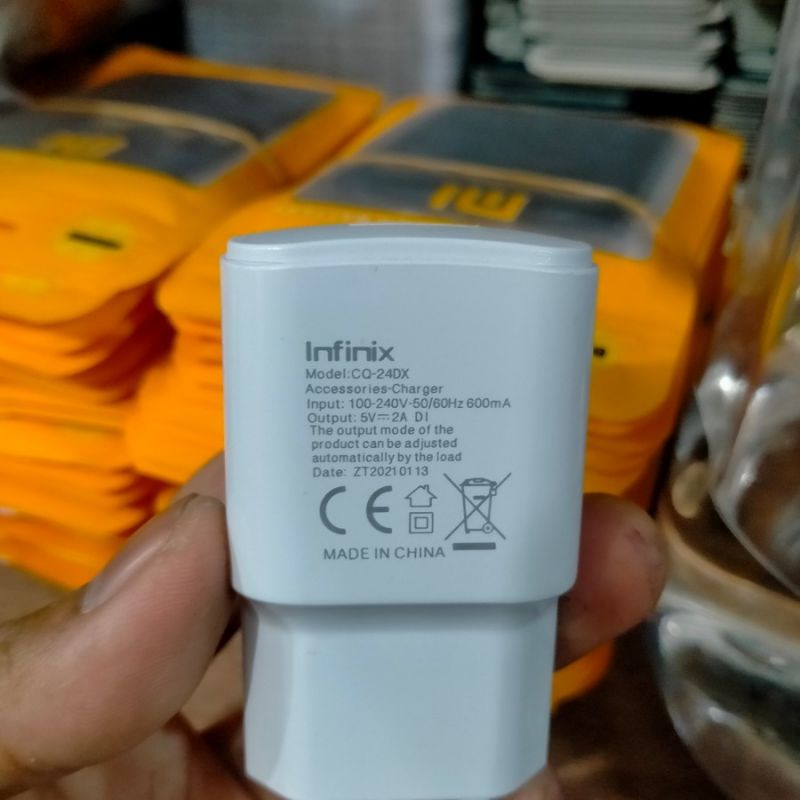 mi
Infinix
Model:CQ-24DX
Accessories-Charger
Input: 100-240V-50/60Hz 600mA
Output: 5V⎓2A DI
The output mode of the
product can be adjusted
automatically by the load
Date: ZT20210113
CE
MADE IN CHINA